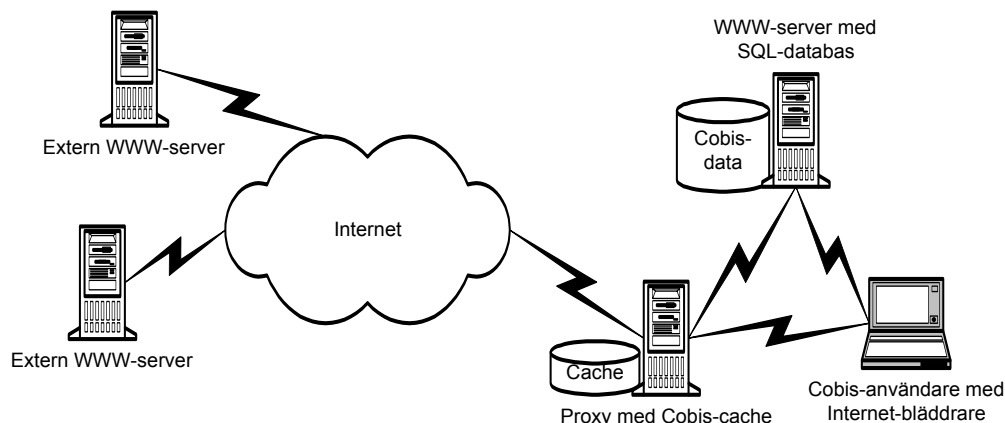 WWW-server med
SQL-databas
Extern WWW-server
Cobis-
data
Internet
Extern WWW-server
Cache
Proxy med Cobis-cache
Cobis-användare med
Internet-bläddrare